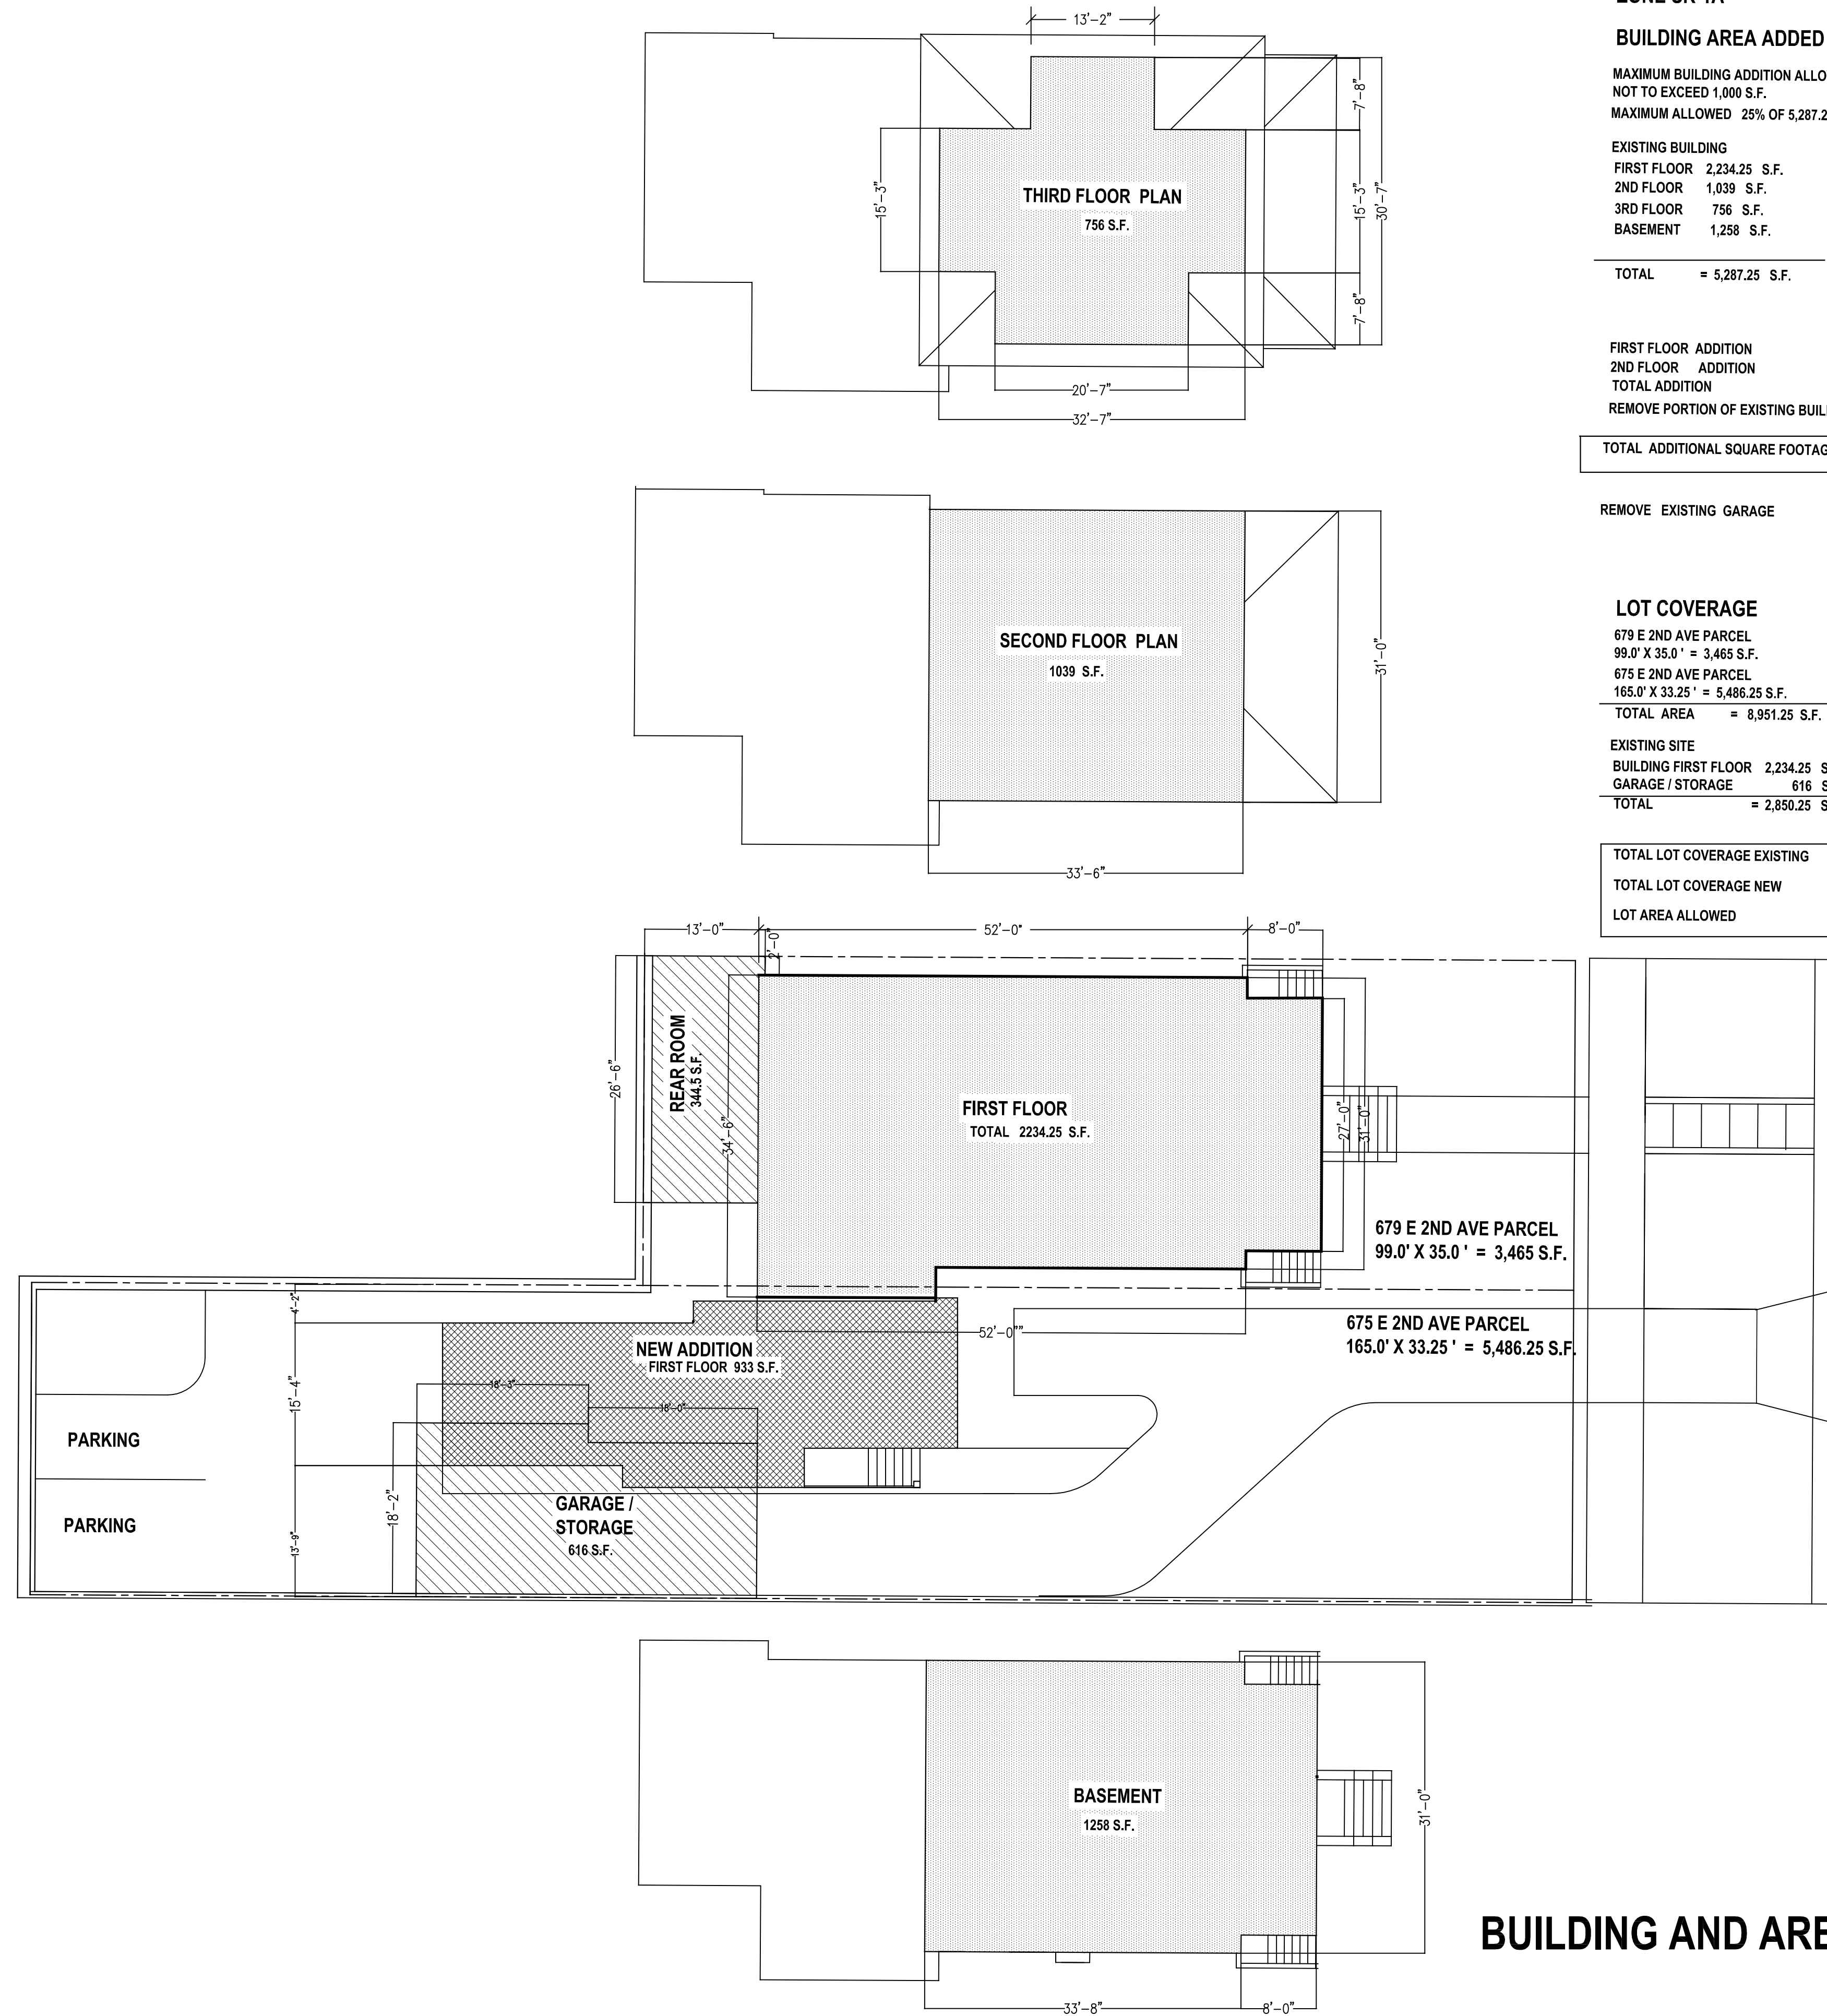 13'-2"
7'-8"
15'-3"
15'-3"
30'-7"
THIRD FLOOR PLAN
756 S.F.
7'-8"
20'-7"
32'-7"
SECOND FLOOR PLAN
1039 S.F.
31'-0"
33'-6"
BUILDING AREA ADDED
MAXIMUM BUILDING ADDITION ALLO
NOT TO EXCEED 1,000 S.F.
MAXIMUM ALLOWED 25% OF 5,287.2
EXISTING BUILDING
FIRST FLOOR 2,234.25 S.F.
2ND FLOOR 1,039 S.F.
3RD FLOOR 756 S.F.
BASEMENT 1,258 S.F.
TOTAL = 5,287.25 S.F.
FIRST FLOOR ADDITION
2ND FLOOR ADDITION
TOTAL ADDITION
REMOVE PORTION OF EXISTING BUIL
TOTAL ADDITIONAL SQUARE FOOTAG
REMOVE EXISTING GARAGE
LOT COVERAGE
679 E 2ND AVE PARCEL
99.0' X 35.0 ' = 3,465 S.F.
675 E 2ND AVE PARCEL
165.0' X 33.25 ' = 5,486.25 S.F.
TOTAL AREA = 8,951.25 S.F.
EXISTING SITE
BUILDING FIRST FLOOR 2,234.25 S
GARAGE / STORAGE 616 S
TOTAL = 2,850.25 S
TOTAL LOT COVERAGE EXISTING
TOTAL LOT COVERAGE NEW
LOT AREA ALLOWED
13'-0"
52'-0"
8'-0"
2'-0"
26'-6"
REAR ROOM
344.5 S.F.
34'-6"
FIRST FLOOR
TOTAL 2234.25 S.F.
27'-0"
31'-0"
679 E 2ND AVE PARCEL
99.0' X 35.0 ' = 3,465 S.F.
4'-2"
52'-0""
675 E 2ND AVE PARCEL
165.0' X 33.25 ' = 5,486.25 S.F.
NEW ADDITION
FIRST FLOOR 933 S.F.
18'-3"
18'-0"
15'-4"
PARKING
18'-2"
GARAGE /
STORAGE
616 S.F.
PARKING
13'-9"
BASEMENT
1258 S.F.
31'-0"
33'-8"
8'-0"
BUILDING AND ARE